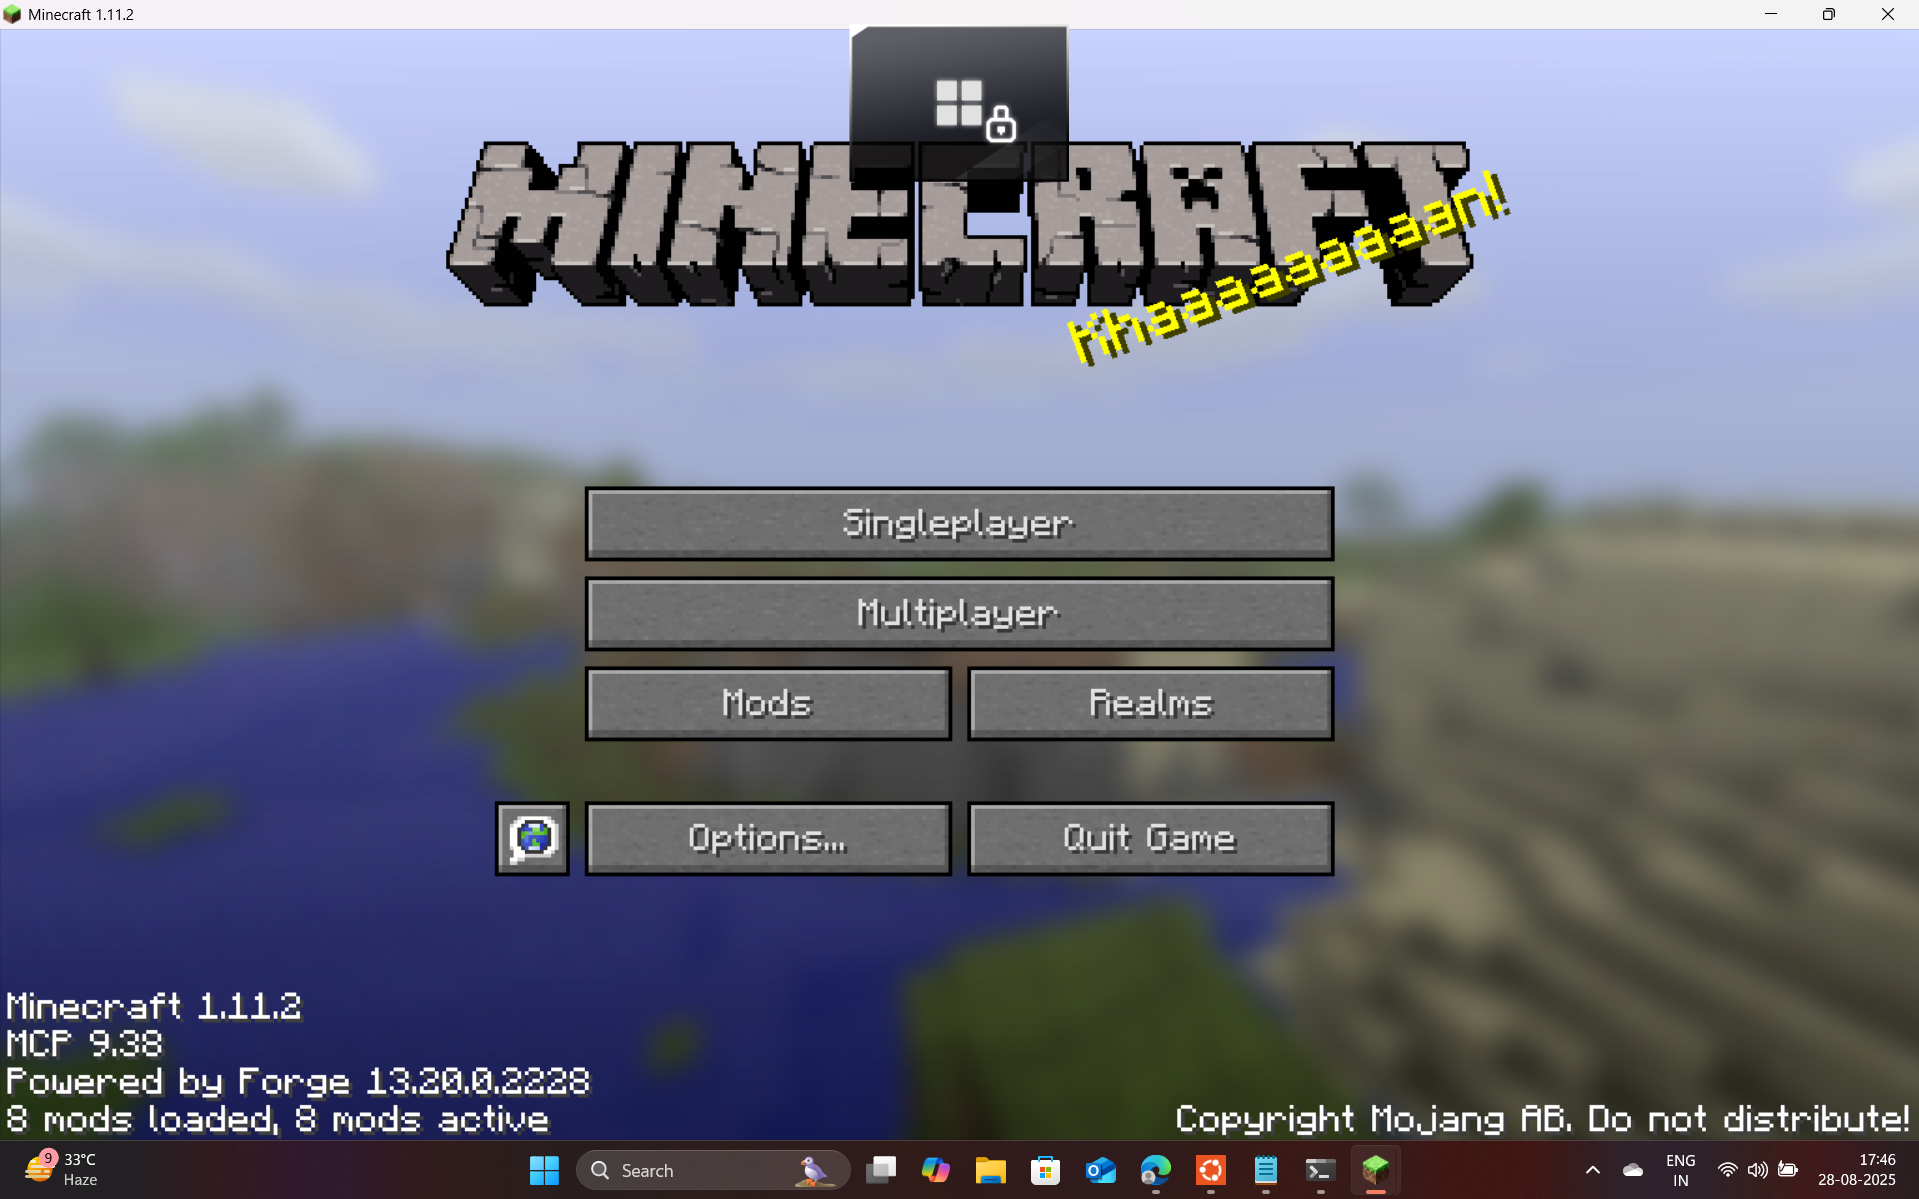 Minecraft 1.11.2
MINECRAFT
Khaaaaaaaaan!
Singleplayer
Multiplayer
Mods
Realms
Options...
Quit Game
Minecraft 1.11.2
MCP 9.38
Powered by Forge 13.20.0.2228
8 mods loaded, 8 mods active
Copyright Mojang AB. Do not distribute!
9
33°C
Haze
Search
ENG
IN
17:46
28-08-2025